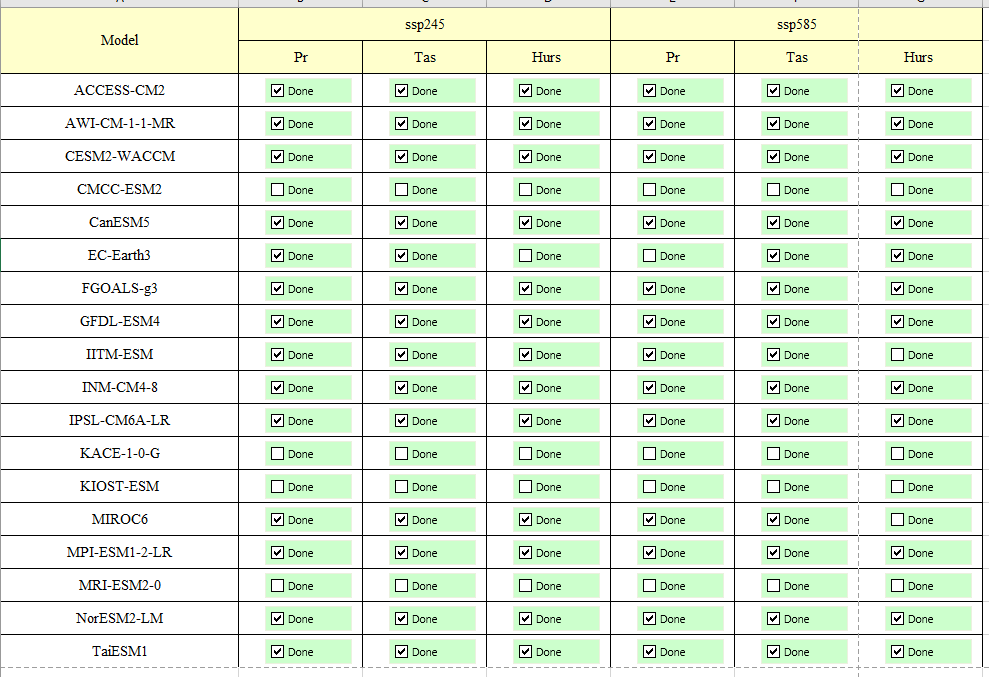 ssp245 ssp585
Model
Pr Tas Hurs Pr Tas Hurs
ACCESS-CM2 Done Done Done Done Done Done
AWI-CM-1-1-MR Done Done Done Done Done Done
CESM2-WACCM Done Done Done Done Done Done
CMCC-ESM2 Done Done Done Done Done Done
CanESM5 Done Done Done Done Done Done
EC-Earth3 Done Done Done Done Done Done
FGOALS-g3 Done Done Done Done Done Done
GFDL-ESM4 Done Done Done Done Done Done
IITM-ESM Done Done Done Done Done Done
INM-CM4-8 Done Done Done Done Done Done
IPSL-CM6A-LR Done Done Done Done Done Done
KACE-1-0-G Done Done Done Done Done Done
KIOST-ESM Done Done Done Done Done Done
MIROC6 Done Done Done Done Done Done
MPI-ESM1-2-LR Done Done Done Done Done Done
MRI-ESM2-0 Done Done Done Done Done Done
NorESM2-LM Done Done Done Done Done Done
TaiESM1 Done Done Done Done Done Done